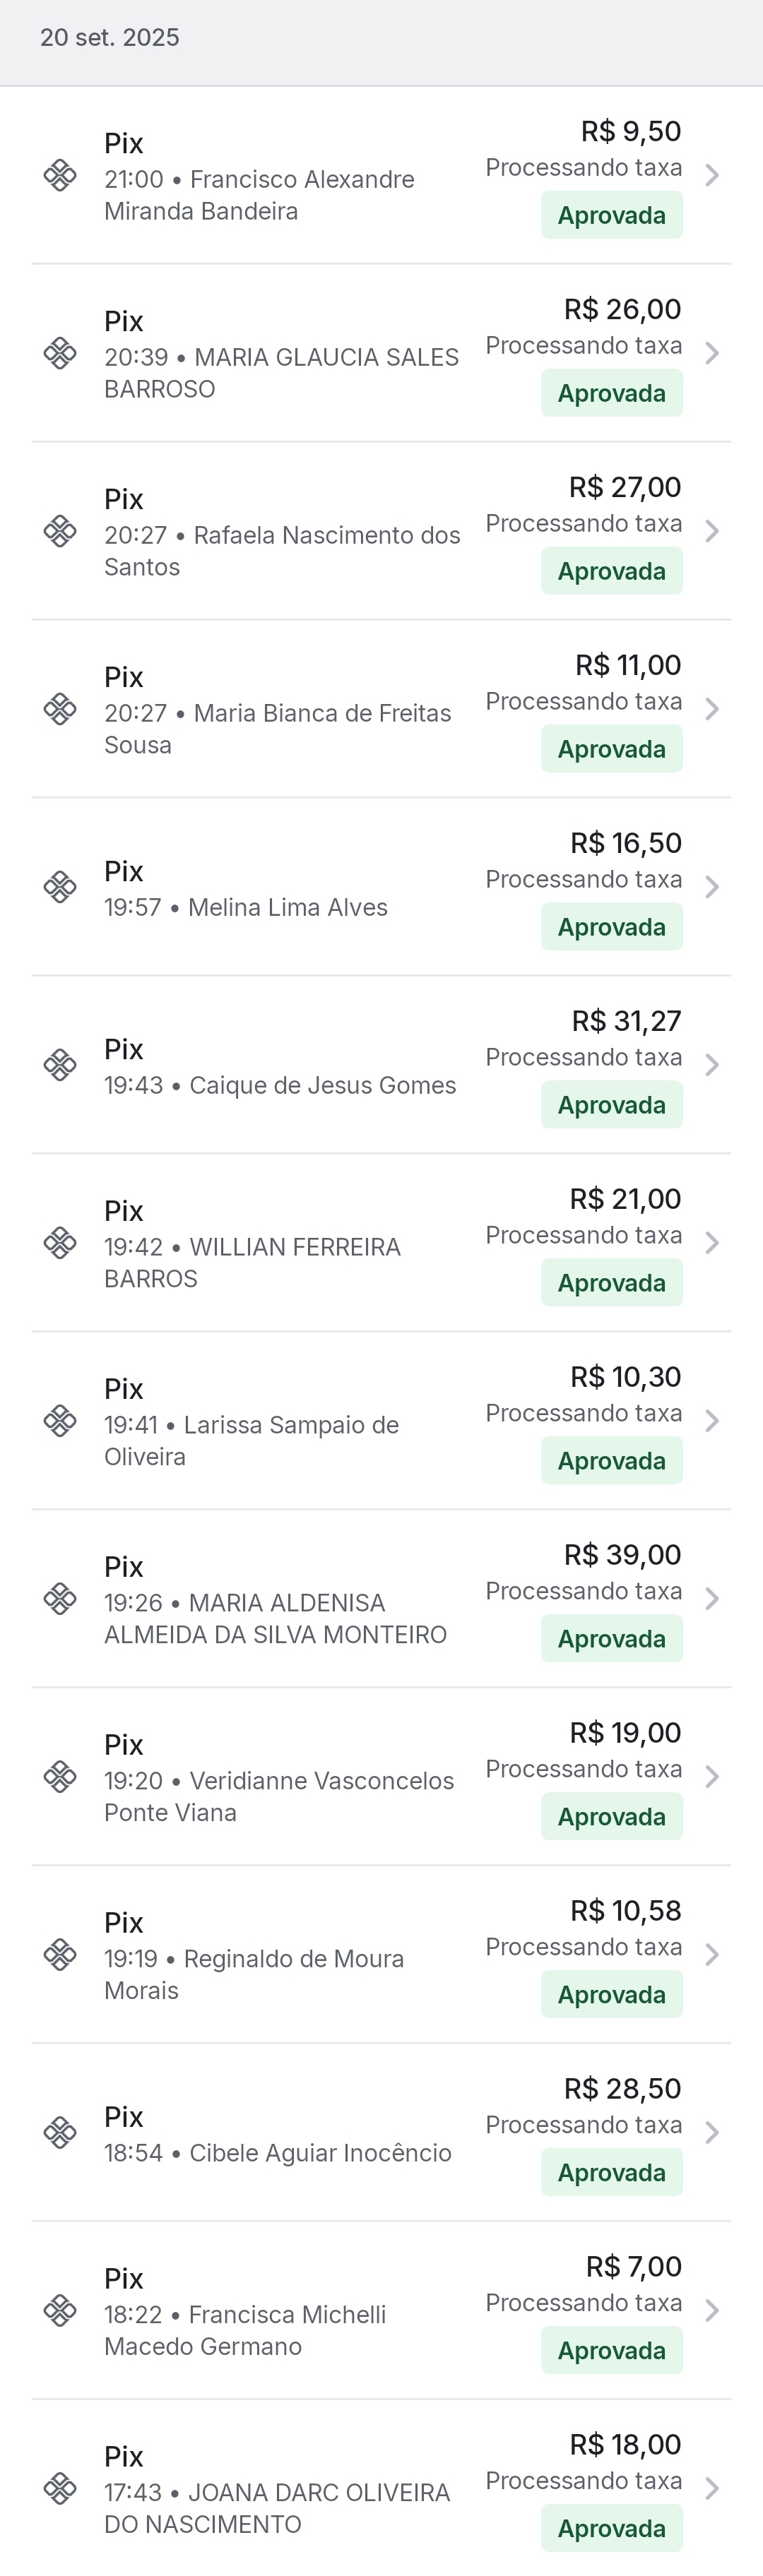 20 set. 2025
Pix
21:00 • Francisco Alexandre
Miranda Bandeira
R$ 9,50
Processando taxa
Aprovada
Pix
20:39 • MARIA GLAUCIA SALES
BARROSO
R$ 26,00
Processando taxa
Aprovada
Pix
20:27 • Rafaela Nascimento dos
Santos
R$ 27,00
Processando taxa
Aprovada
Pix
20:27 • Maria Bianca de Freitas
Sousa
R$ 11,00
Processando taxa
Aprovada
Pix
19:57 • Melina Lima Alves
R$ 16,50
Processando taxa
Aprovada
Pix
19:43 • Caique de Jesus Gomes
R$ 31,27
Processando taxa
Aprovada
Pix
19:42 • WILLIAN FERREIRA
BARROS
R$ 21,00
Processando taxa
Aprovada
Pix
19:41 • Larissa Sampaio de
Oliveira
R$ 10,30
Processando taxa
Aprovada
Pix
19:26 • MARIA ALDENISA
ALMEIDA DA SILVA MONTEIRO
R$ 39,00
Processando taxa
Aprovada
Pix
19:20 • Veridianne Vasconcelos
Ponte Viana
R$ 19,00
Processando taxa
Aprovada
Pix
19:19 • Reginaldo de Moura
Morais
R$ 10,58
Processando taxa
Aprovada
Pix
18:54 • Cibele Aguiar Inocêncio
R$ 28,50
Processando taxa
Aprovada
Pix
18:22 • Francisca Michelli
Macedo Germano
R$ 7,00
Processando taxa
Aprovada
Pix
17:43 • JOANA DARC OLIVEIRA
DO NASCIMENTO
R$ 18,00
Processando taxa
Aprovada